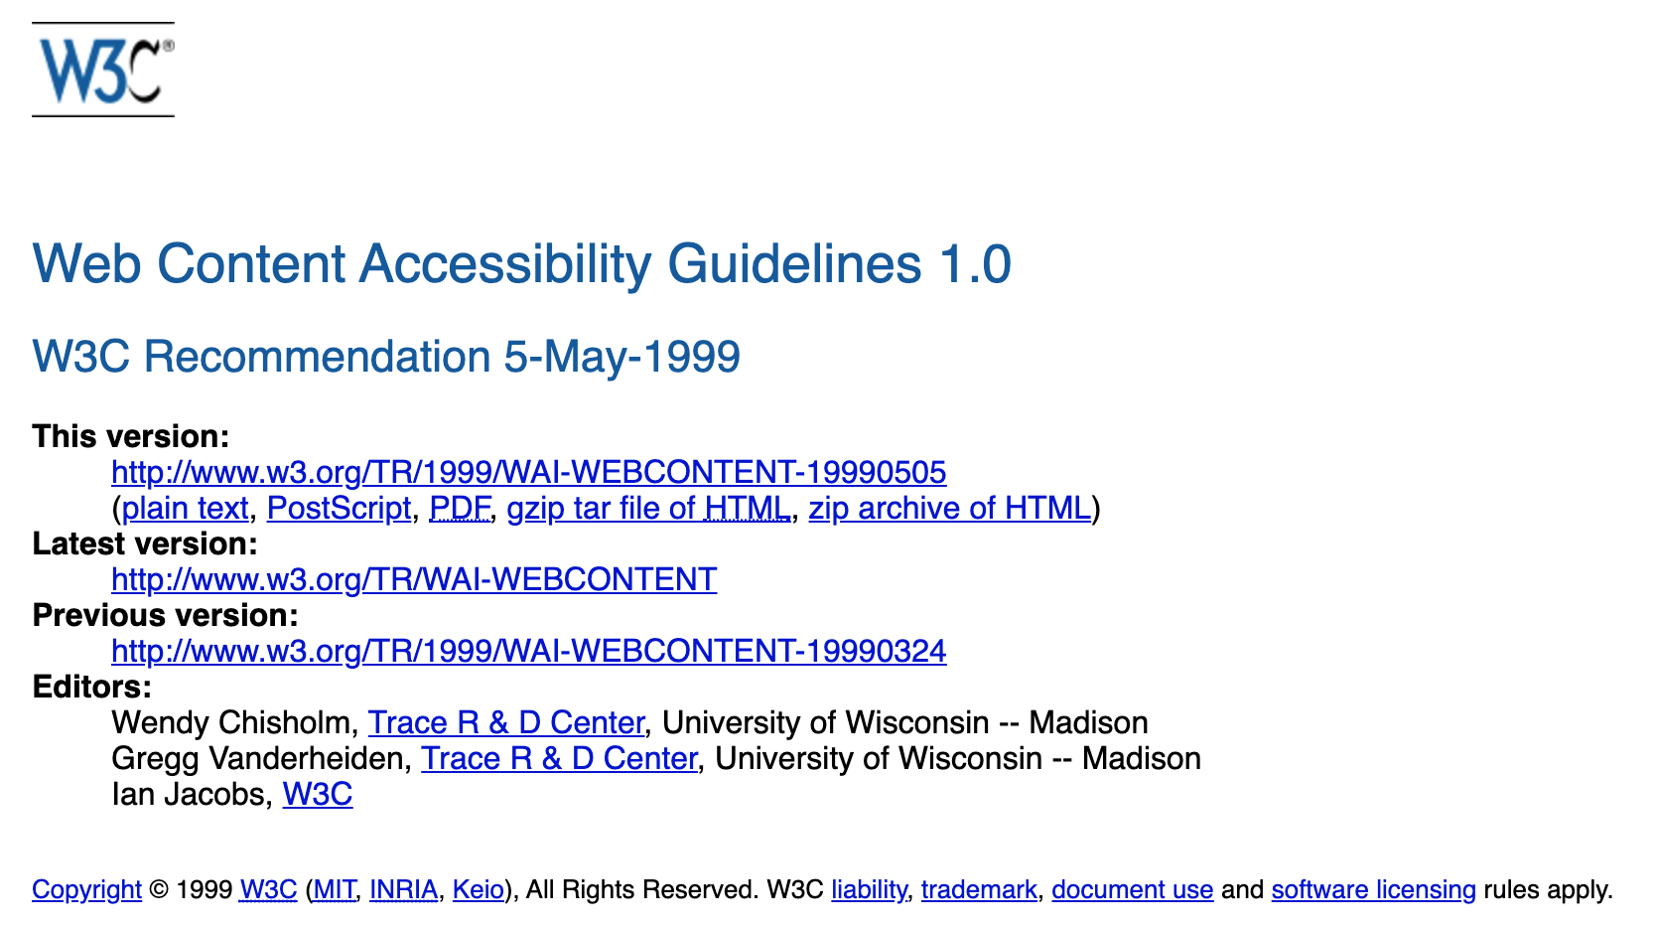 W3C®
Web Content Accessibility Guidelines 1.0
W3C Recommendation 5-May-1999
This version:
http://www.w3.org/TR/1999/WAI-WEBCONTENT-19990505
(plain text, PostScript, PDF, gzip tar file of HTML, zip archive of HTML)
Latest version:
http://www.w3.org/TR/WAI-WEBCONTENT
Previous version:
http://www.w3.org/TR/1999/WAI-WEBCONTENT-19990324
Editors:
Wendy Chisholm, Trace R & D Center, University of Wisconsin -- Madison
Gregg Vanderheiden, Trace R & D Center, University of Wisconsin -- Madison
Ian Jacobs, W3C
Copyright © 1999 W3C (MIT, INRIA, Keio), All Rights Reserved. W3C liability, trademark, document use and software licensing rules apply.